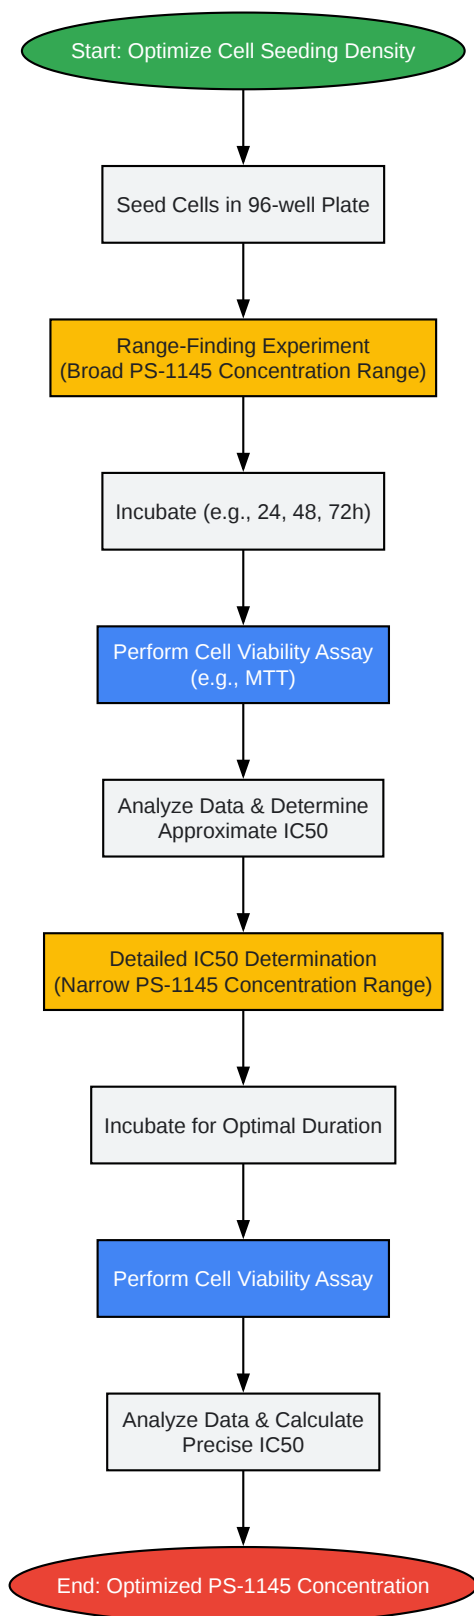 Start: Optimize Cell Seeding Density
Seed Cells in 96-well Plate
Range-Finding Experiment
(Broad PS-1145 Concentration Range)
Incubate (e.g., 24, 48, 72h)
Perform Cell Viability Assay
(e.g., MTT)
Analyze Data & Determine
Approximate IC50
Detailed IC50 Determination
(Narrow PS-1145 Concentration Range)
Incubate for Optimal Duration
Perform Cell Viability Assay
Analyze Data & Calculate
Precise IC50
End: Optimized PS-1145 Concentration